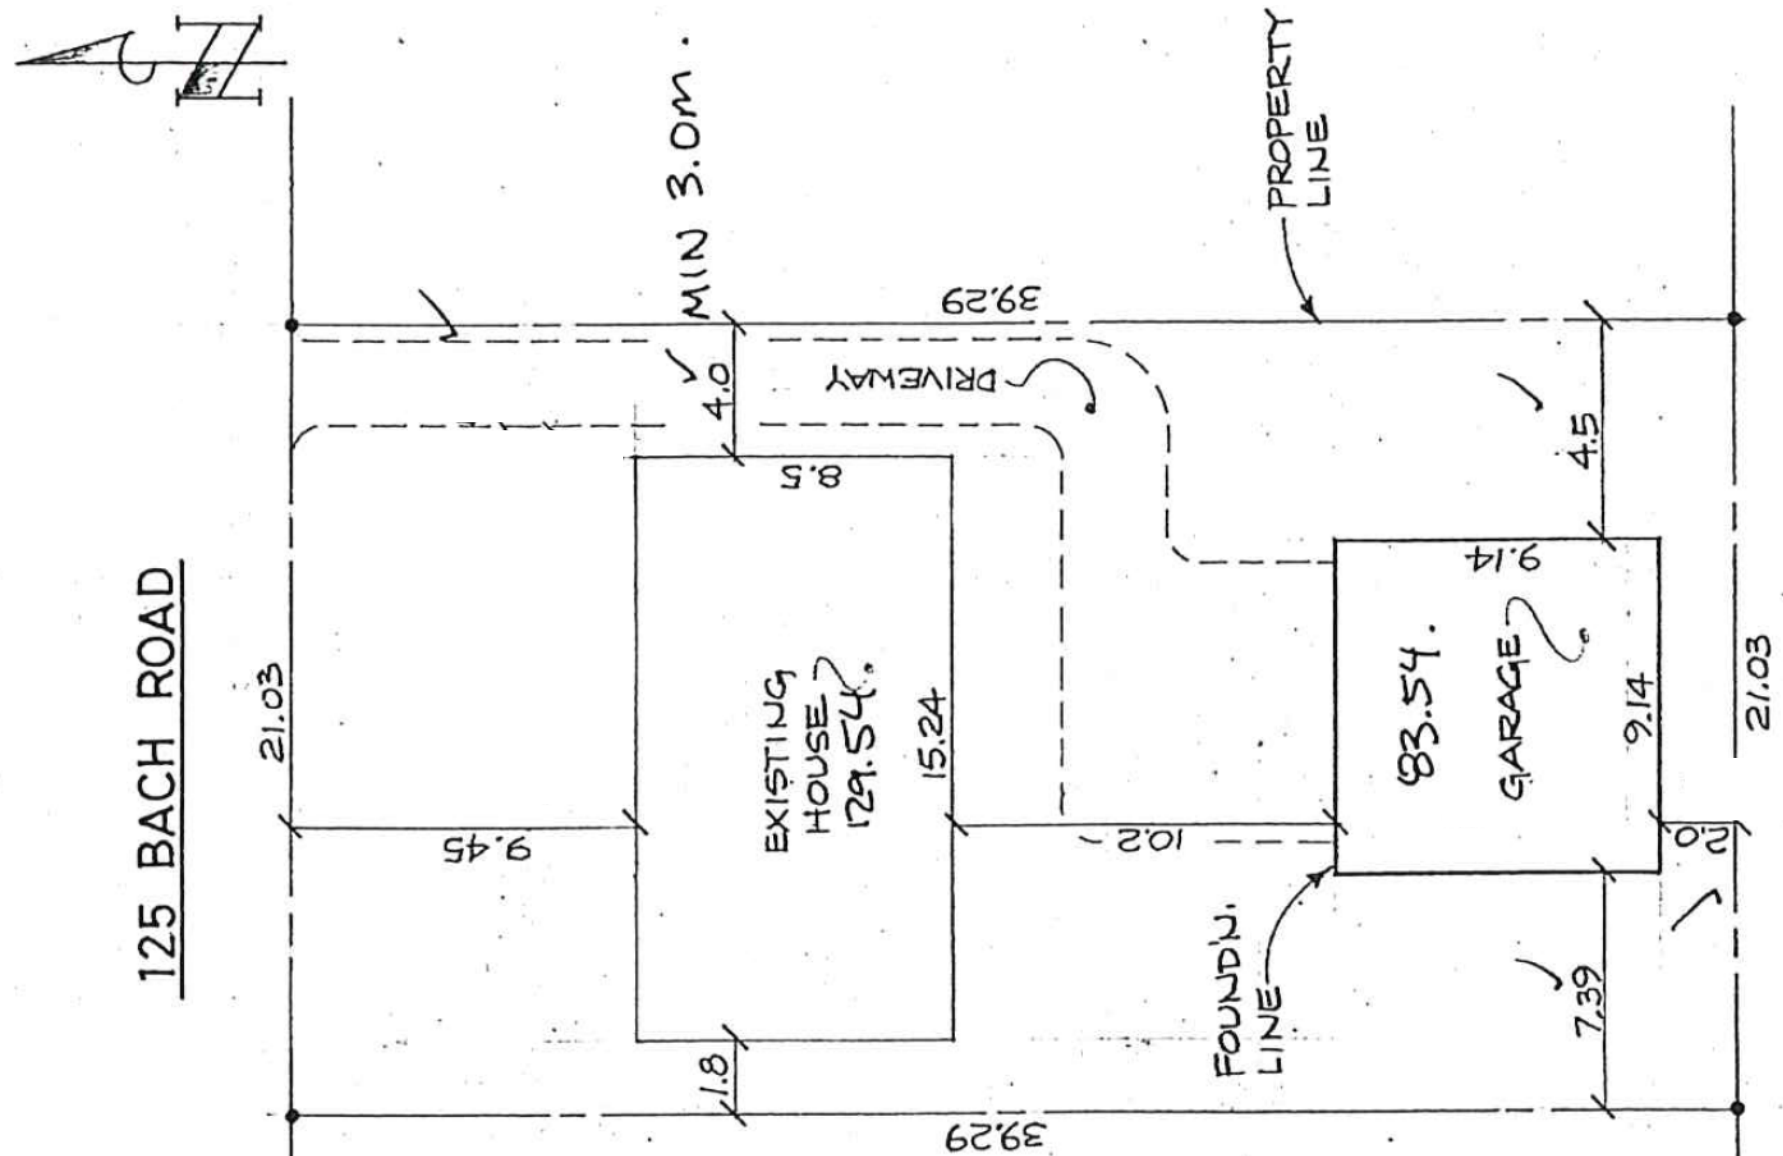 N
125 BACH ROAD
21.03
MIN 3.0m.
9.45
4.0
39.29
DRIVEWAY
PROPERTY
LINE
8.5
EXISTING
HOUSE
129.54.
15.24
1.8
39.29
10.2
FOUND'N.
LINE
4.5
9.14
83.54.
GARAGE
9.14
7.39
2.0
21.03